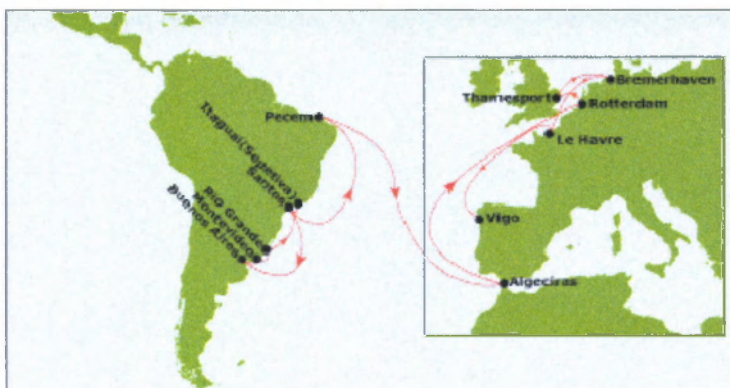 Pecem
Itaguai(Sepetiva)
Santos
Rio Grande
Montevideo
Buenos Aires
Bremerhaven
Thamesport
Rotterdam
Le Havre
Vigo
Algeciras